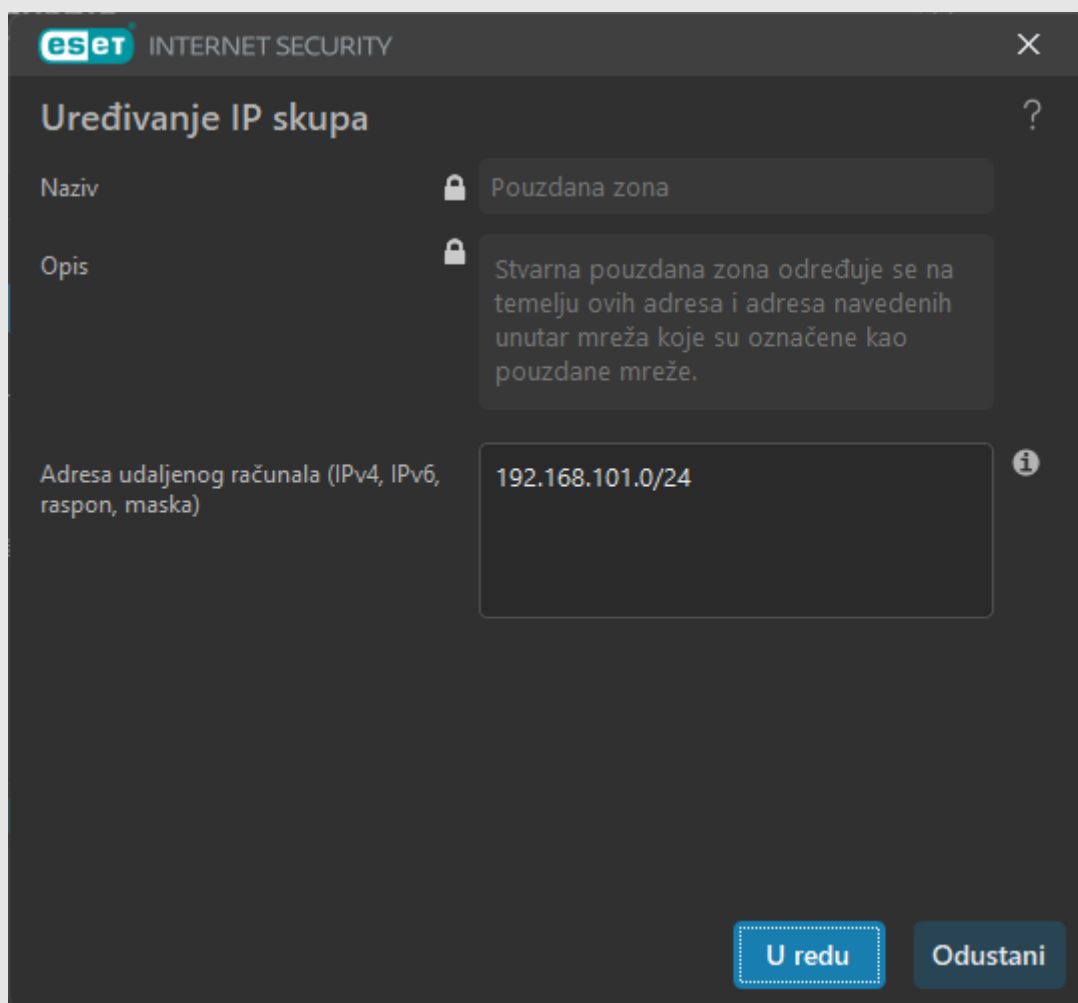 eset INTERNET SECURITY
Uređivanje IP skupa
?
Naziv
Pouzdana zona
Opis
Stvarna pouzdana zona određuje se na
temelju ovih adresa i adresa navedenih
unutar mreža koje su označene kao
pouzdane mreže.
Adresa udaljenog računala (IPv4, IPv6,
raspon, maska)
192.168.101.0/24
U redu
Odustani